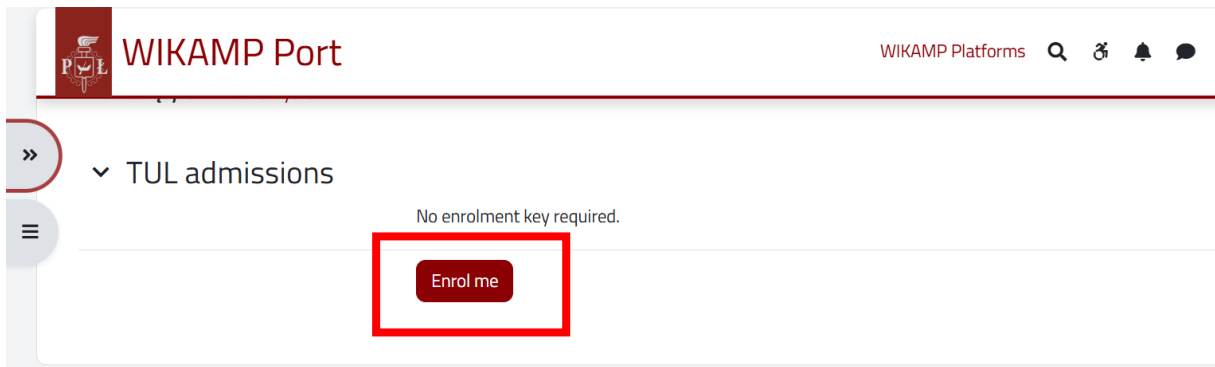 P Ł
WIKAMP Port
WIKAMP Platforms
TUL admissions
No enrolment key required.
Enrol me